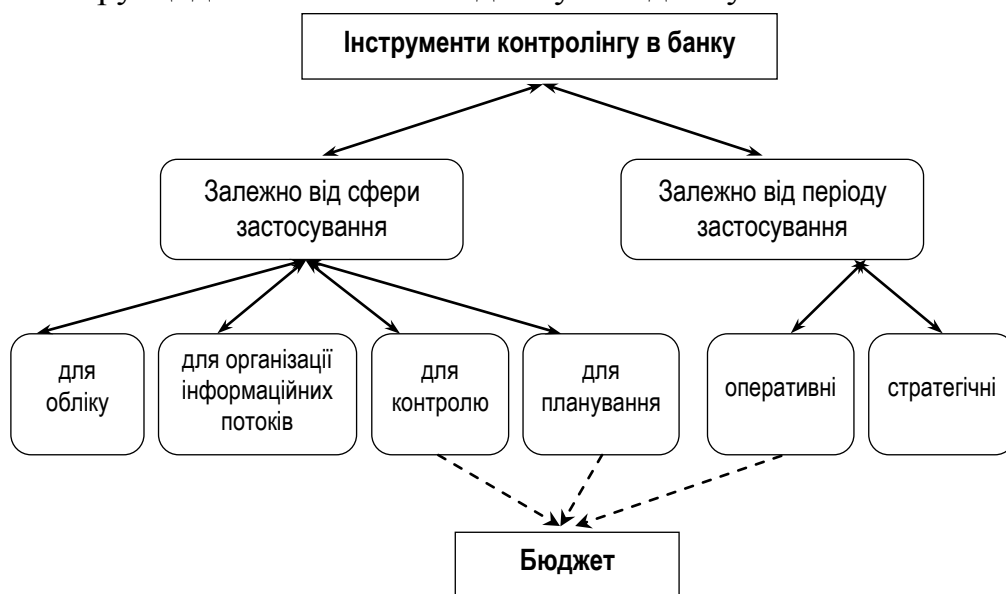 Інструменти контролінгу в банку
Залежно від сфери
застосування
Залежно від періоду
застосування
для
обліку
для організації
інформаційних
потоків
для
контролю
для
планування
оперативні
стратегічні
Бюджет